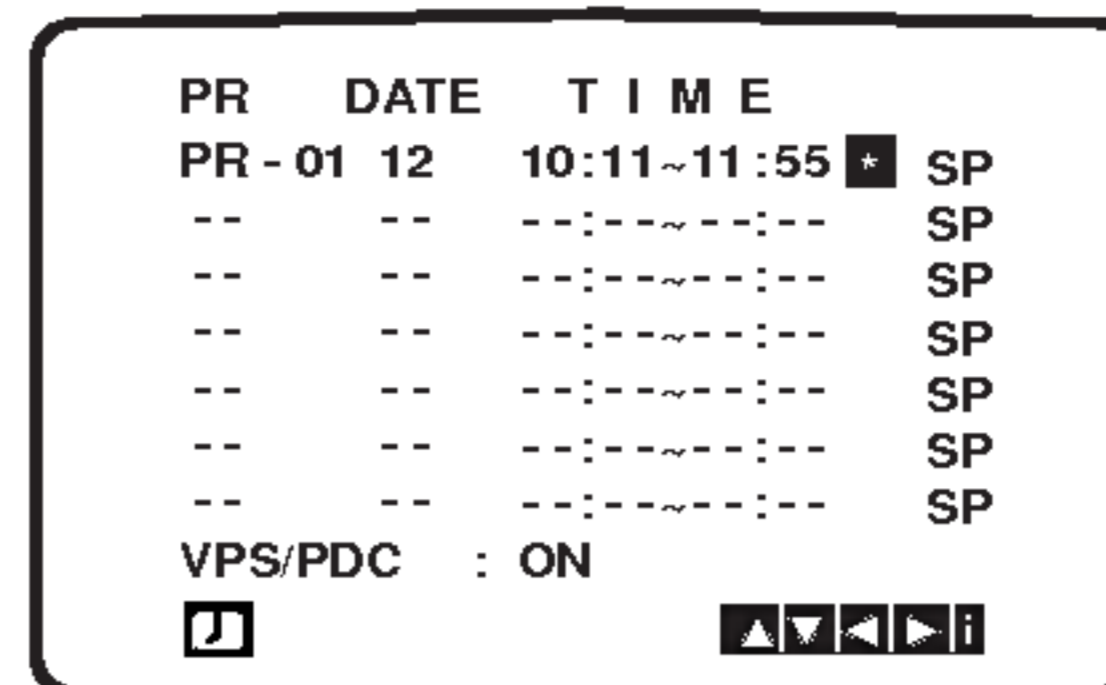 PR DATE T I M E
PR - 01 12 10:11~11:55 * SP
-- -- --:--~--:-- SP
-- -- --:--~--:-- SP
-- -- --:--~--:-- SP
-- -- --:--~--:-- SP
-- -- --:--~--:-- SP
-- -- --:--~--:-- SP
VPS/PDC : ON
i